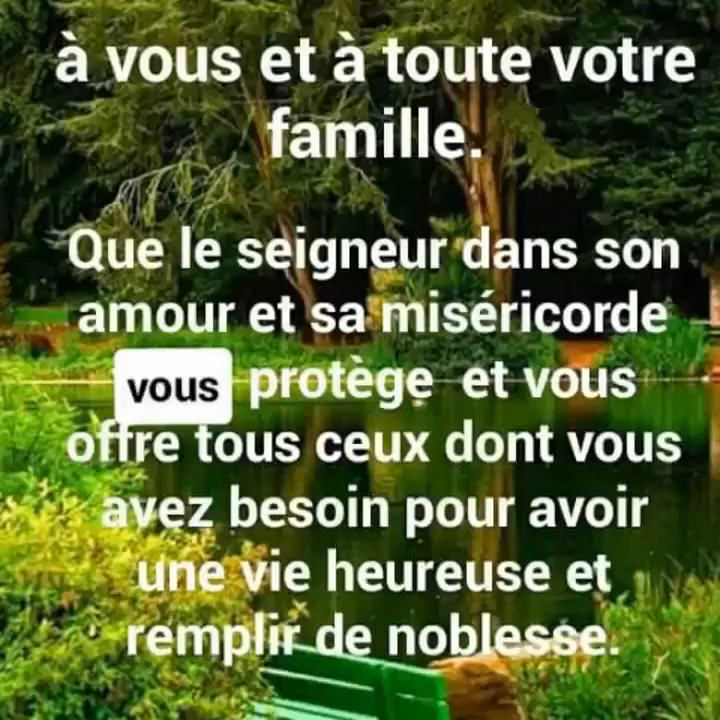 à vous et à toute votre
famille.
Que le seigneur dans son
amour et sa miséricorde
vous protège et vous
offre tous ceux dont vous
avez besoin pour avoir
une vie heureuse et
remplir de noblesse.